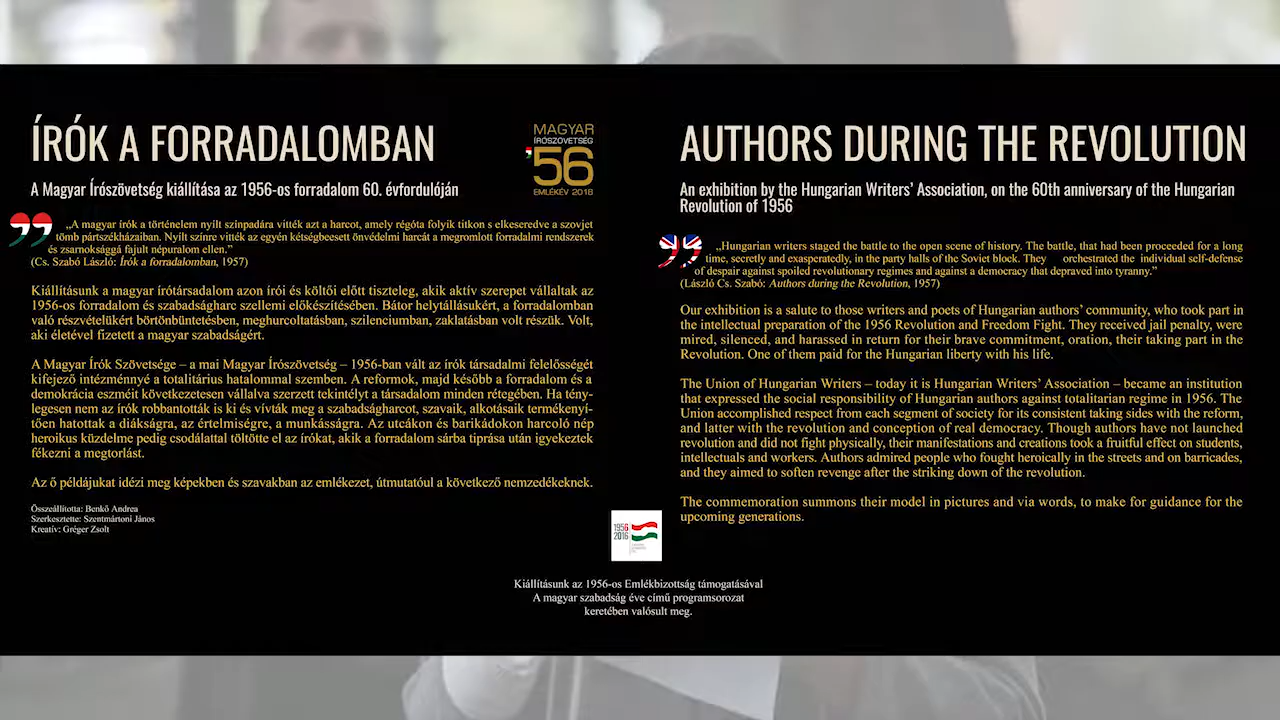 ÍRÓK A FORRADALOMBAN
A Magyar Írószövetség kiállítása az 1956-os forradalom 60. évfordulóján
MAGYAR
ÍRÓSZÖVETSÉG
'56
EMLÉKÉV 2016
„A magyar írók a történelem nyílt színpadára vitték azt a harcot, amely régóta folyik titkon s elkeseredve a szovjet
tömb pártszékházaiban. Nyílt színre vitték az egyén kétségbeesett önvédelmi harcát a megromlott forradalmi rendszerek
és zsarnoksággá fajult népuralom ellen.”
(Cs. Szabó László: Írók a forradalomban, 1957)
Kiállításunk a magyar írótársadalom azon írói és költői előtt tiszteleg, akik aktív szerepet vállaltak az
1956-os forradalom és szabadságharc szellemi előkészítésében. Bátor helytállásukért, a forradalomban
való részvételükért börtönbüntetésben, meghurcoltatásban, szilenciumban, zaklatásban volt részük. Volt,
aki életével fizetett a magyar szabadságért.
A Magyar Írók Szövetsége – a mai Magyar Írószövetség – 1956-ban vált az írók társadalmi felelősségét
kifejező intézménnyé a totalitárius hatalommal szemben. A reformok, majd később a forradalom és a
demokrácia eszméit következetesen vállalva szerzett tekintélyt a társadalom minden rétegében. Ha tény-
legesen nem az írók robbantották is ki és vívták meg a szabadságharcot, szavaik, alkotásaik termékenyí-
tően hatottak a diákságra, az értelmiségre, a munkásságra. Az utcákon és barikádokon harcoló nép
heroikus küzdelme pedig csodálattal töltötte el az írókat, akik a forradalom sárba tiprása után igyekeztek
fékezni a megtorlást.
Az ő példájukat idézi meg képekben és szavakban az emlékezet, útmutatóul a következő nemzedékeknek.
Összeállította: Benkő Andrea
Szerkesztette: Szentmártoni János
Kreatív: Gréger Zsolt
AUTHORS DURING THE REVOLUTION
An exhibition by the Hungarian Writers’ Association, on the 60th anniversary of the Hungarian
Revolution of 1956
„Hungarian writers staged the battle to the open scene of history. The battle, that had been proceeded for a long
time, secretly and exasperatedly, in the party halls of the Soviet block. They orchestrated the individual self-defense
of despair against spoiled revolutionary regimes and against a democracy that depraved into tyranny.”
(László Cs. Szabó: Authors during the Revolution, 1957)
Our exhibition is a salute to those writers and poets of Hungarian authors’ community, who took part in
the intellectual preparation of the 1956 Revolution and Freedom Fight. They received jail penalty, were
mired, silenced, and harassed in return for their brave commitment, oration, their taking part in the
Revolution. One of them paid for the Hungarian liberty with his life.
The Union of Hungarian Writers – today it is Hungarian Writers’ Association – became an institution
that expressed the social responsibility of Hungarian authors against totalitarian regime in 1956. The
Union accomplished respect from each segment of society for its consistent taking sides with the reform,
and latter with the revolution and conception of real democracy. Though authors have not launched
revolution and did not fight physically, their manifestations and creations took a fruitful effect on students,
intellectuals and workers. Authors admired people who fought heroically in the streets and on barricades,
and they aimed to soften revenge after the striking down of the revolution.
The commemoration summons their model in pictures and via words, to make for guidance for the
upcoming generations.
1956
2016
Kiállításunk az 1956-os Emlékbizottság támogatásával
A magyar szabadság éve című programsorozat
keretében valósult meg.